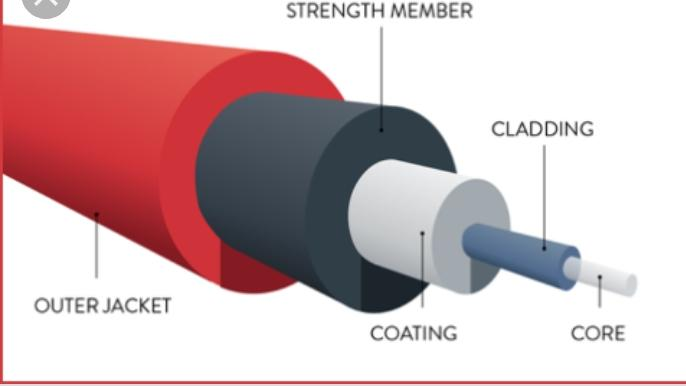 STRENGTH MEMBER
CLADDING
OUTER JACKET
COATING
CORE